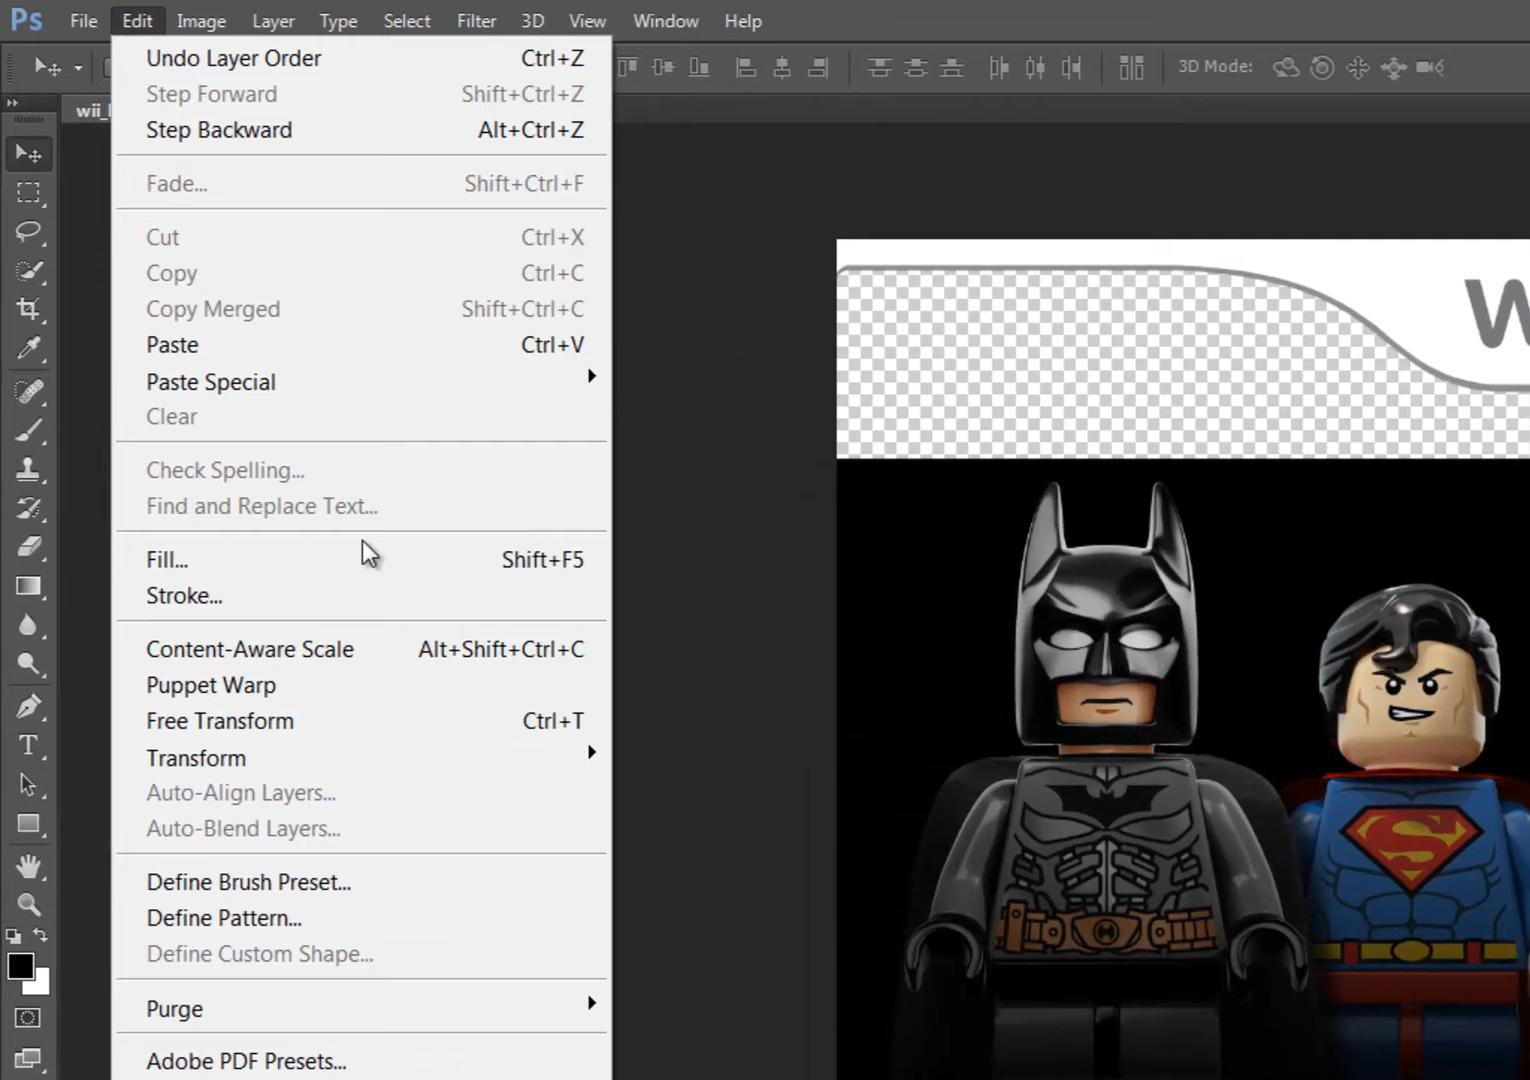 Ps File Edit Image Layer Type Select Filter 3D View Window Help
3D Mode:
wii_
Undo Layer Order Ctrl+Z
Step Forward Shift+Ctrl+Z
Step Backward Alt+Ctrl+Z
Fade... Shift+Ctrl+F
Cut Ctrl+X
Copy Ctrl+C
Copy Merged Shift+Ctrl+C
Paste Ctrl+V
Paste Special
Clear
Check Spelling...
Find and Replace Text...
Fill... Shift+F5
Stroke...
Content-Aware Scale Alt+Shift+Ctrl+C
Puppet Warp
Free Transform Ctrl+T
Transform
Auto-Align Layers...
Auto-Blend Layers...
Define Brush Preset...
Define Pattern...
Define Custom Shape...
Purge
Adobe PDF Presets...
W
S